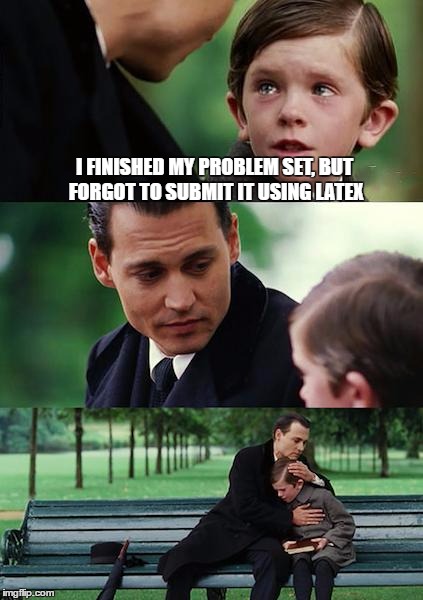 I FINISHED MY PROBLEM SET, BUT
FORGOT TO SUBMIT IT USING LATEX
imgflip.com